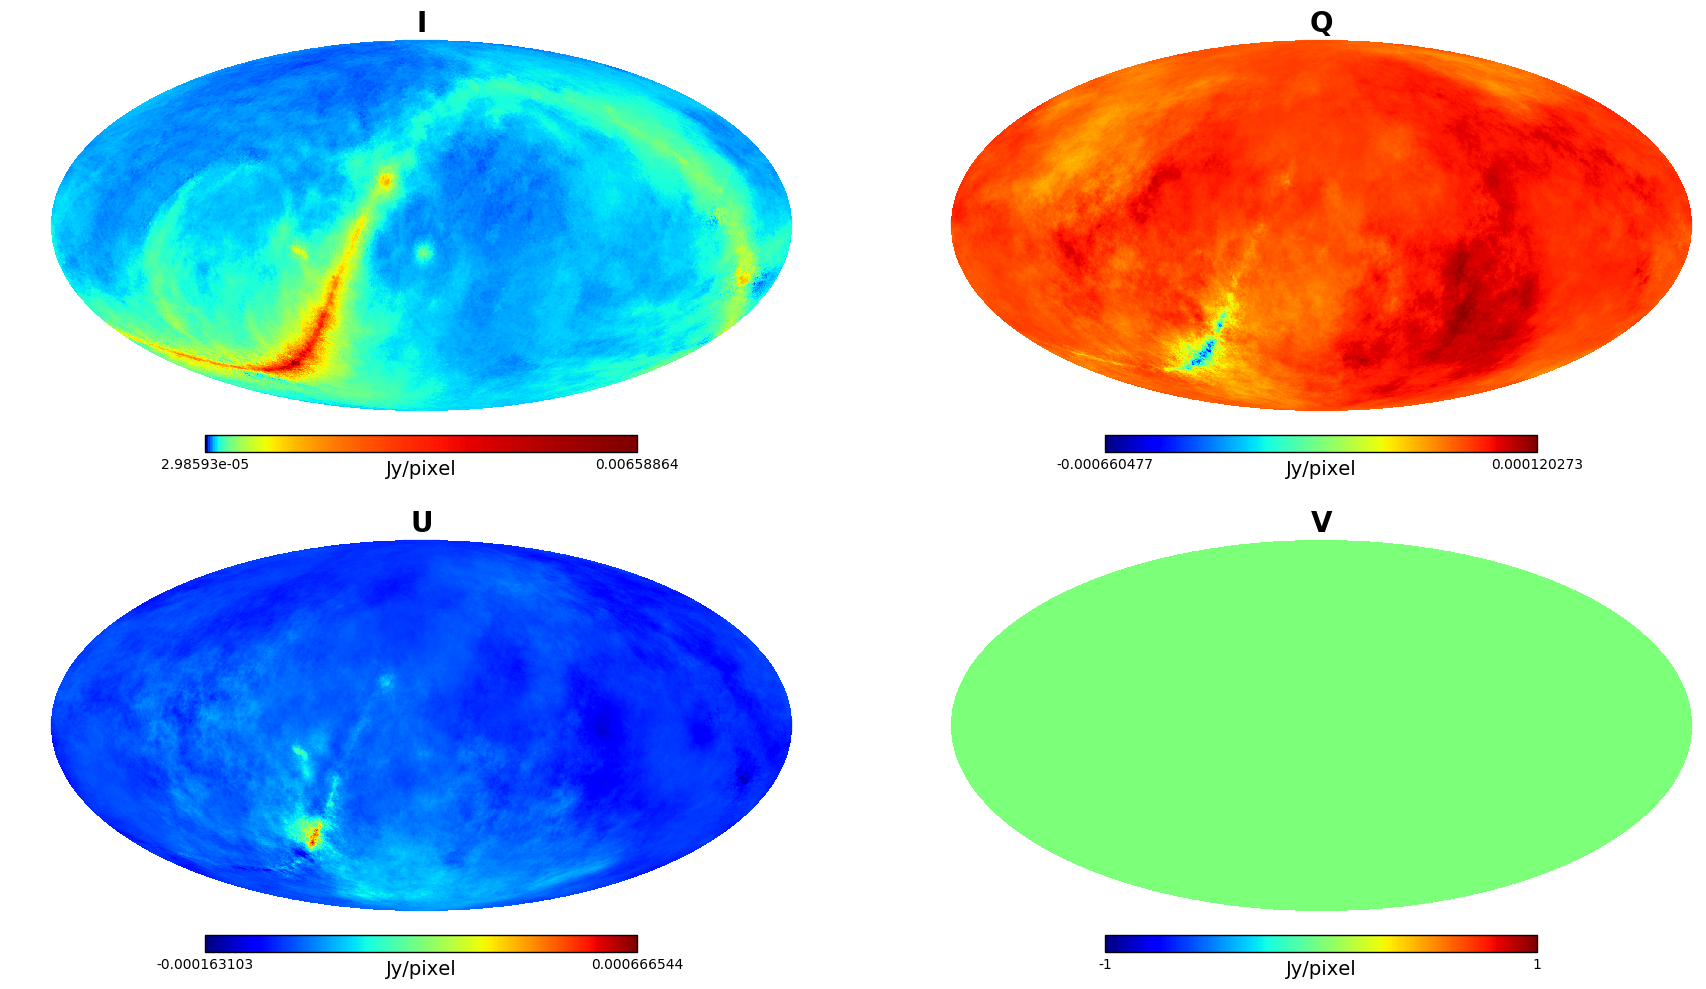 I
Q
2.98593e-05 Jy/pixel 0.00658864
-0.000660477 Jy/pixel 0.000120273
U
V
-0.000163103 Jy/pixel 0.000666544
-1 Jy/pixel 1